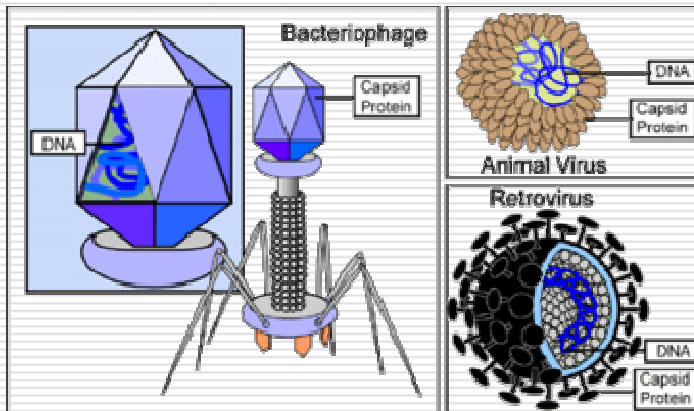 Bacteriophage
Capsid
Protein
DNA
DNA
Capsid
Protein
Animal Virus
Retrovirus
DNA
Capsid
Protein